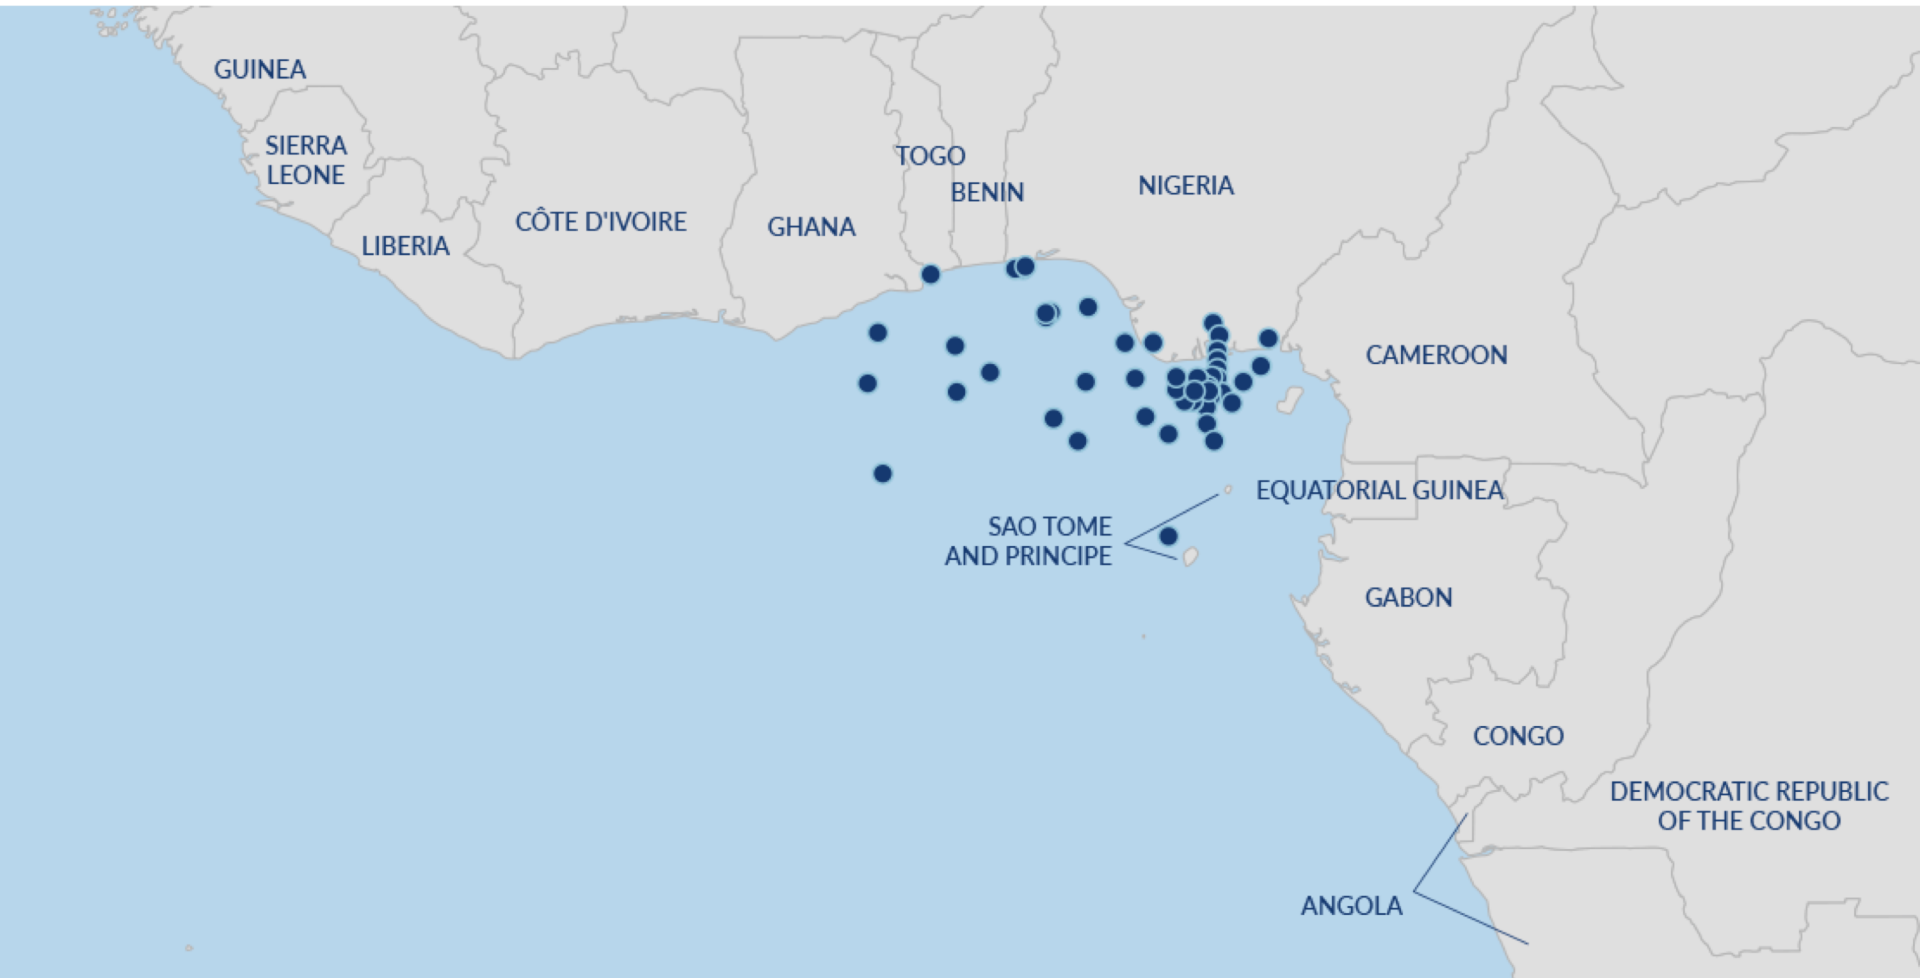 GUINEA
SIERRA
LEONE
LIBERIA
CÔTE D'IVOIRE
GHANA
TOGO
BENIN
NIGERIA
CAMEROON
EQUATORIAL GUINEA
SAO TOME
AND PRINCIPE
GABON
CONGO
DEMOCRATIC REPUBLIC
OF THE CONGO
ANGOLA